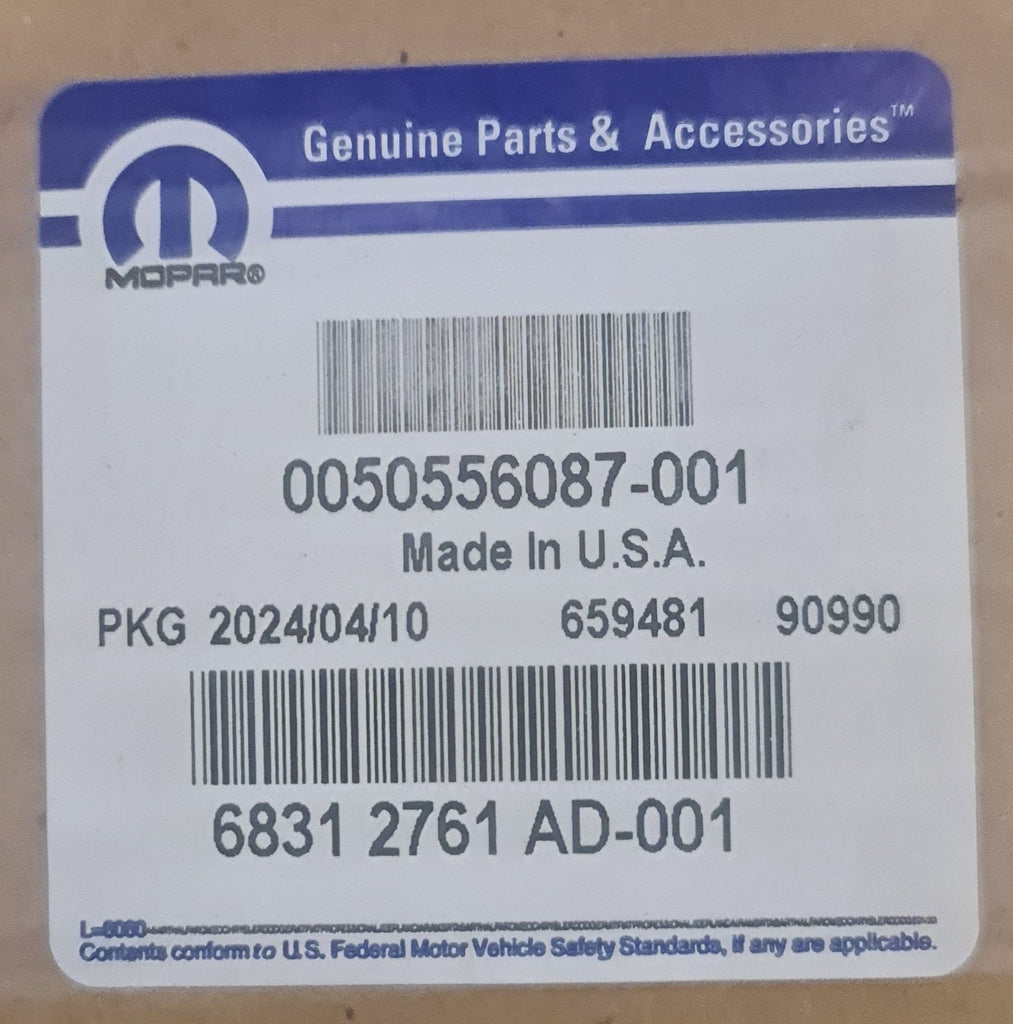 Genuine Parts & Accessories™
MOPAR®
0050556087-001
Made In U.S.A.
PKG 2024/04/10 659481 90990
6831 2761 AD-001
L=6060
Contents conform to U.S. Federal Motor Vehicle Safety Standards, if any are applicable.